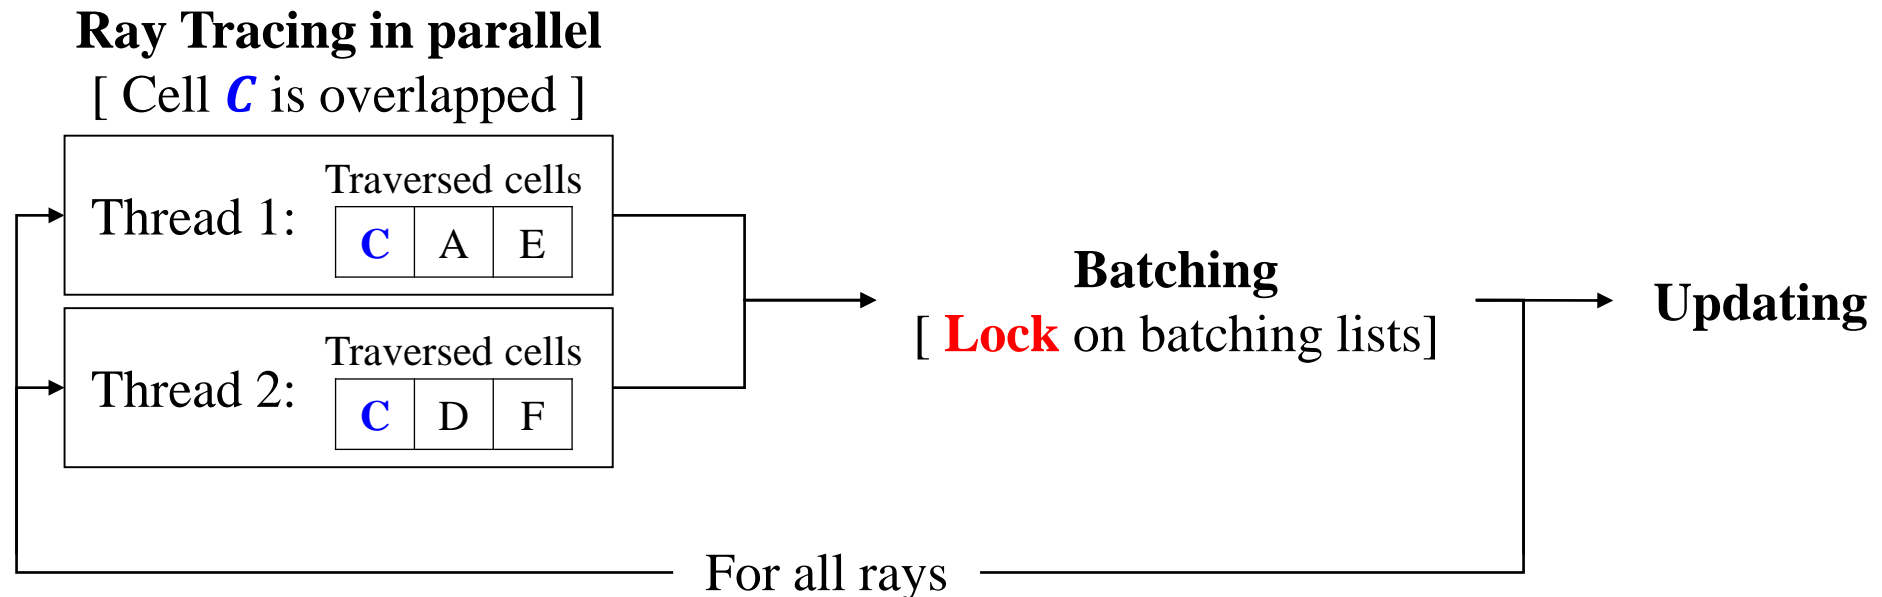 Ray Tracing in parallel
[ Cell C is overlapped ]
Traversed cells
Thread 1:
C A E
Traversed cells
Thread 2:
C D F
Batching
[ Lock on batching lists]
Updating
For all rays